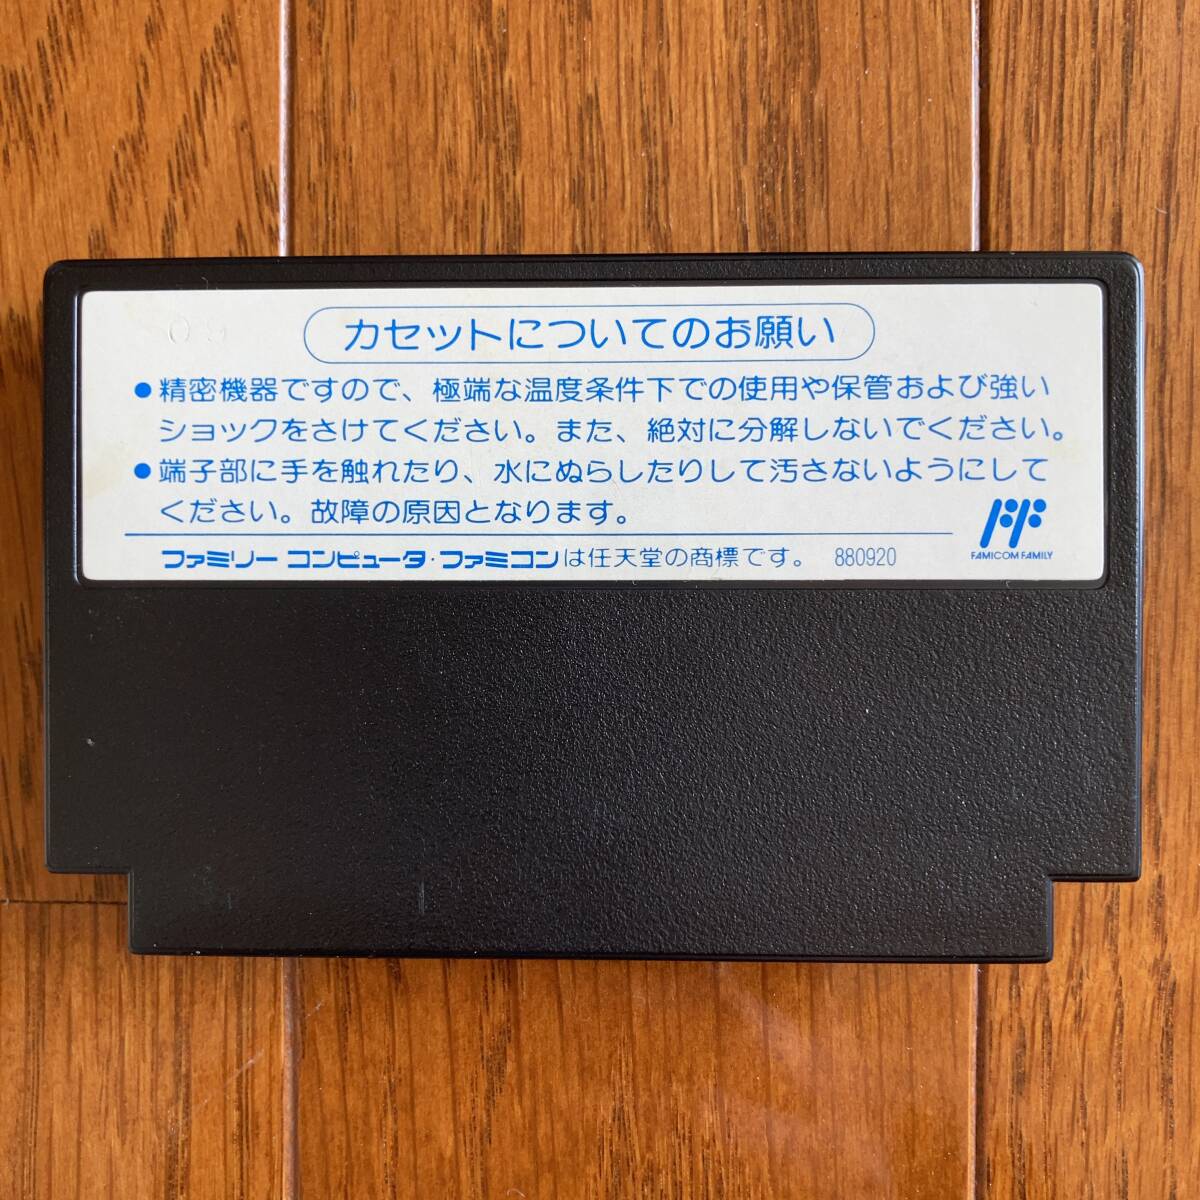 カセットについてのお願い
●精密機器ですので、極端な温度条件下での使用や保管および強い
ショックをさけてください。また、絶対に分解しないでください。
●端子部に手を触れたり、水にぬらしたりして汚さないようにして
ください。故障の原因となります。
FAMICOM FAMILY
ファミリー コンピュータ・ファミコンは任天堂の商標です。 880920